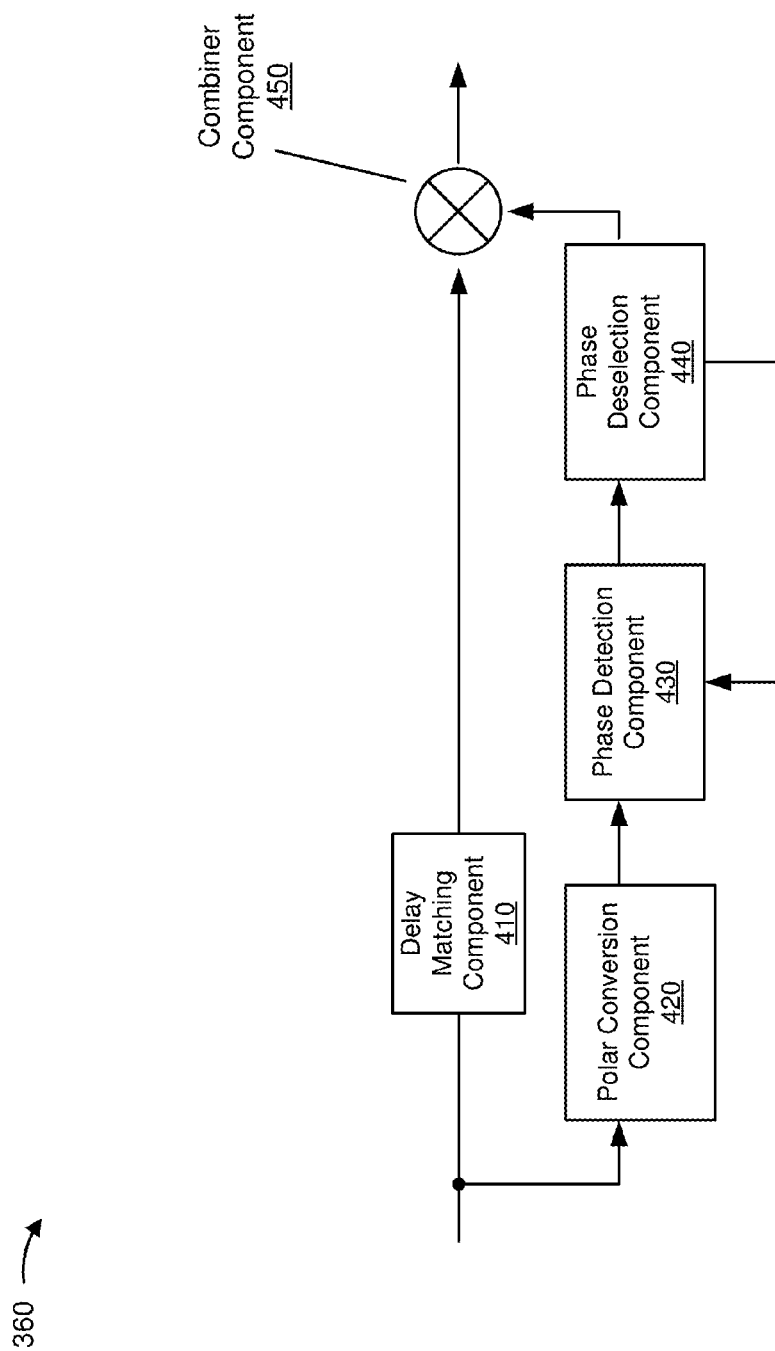 360
Combiner
Component
450
Delay
Matching
Component
410
Polar Conversion
Component
420
Phase Detection
Component
430
Phase
Deselection
Component
440